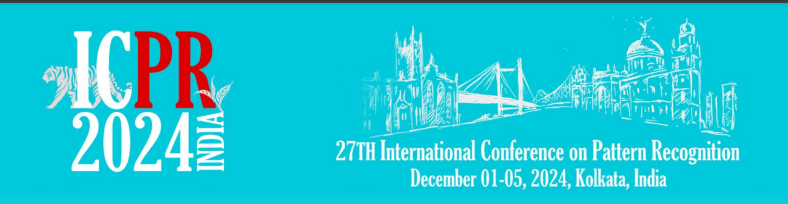 ICPR
2024
INDIA
27TH International Conference on Pattern Recognition
December 01-05, 2024, Kolkata, India